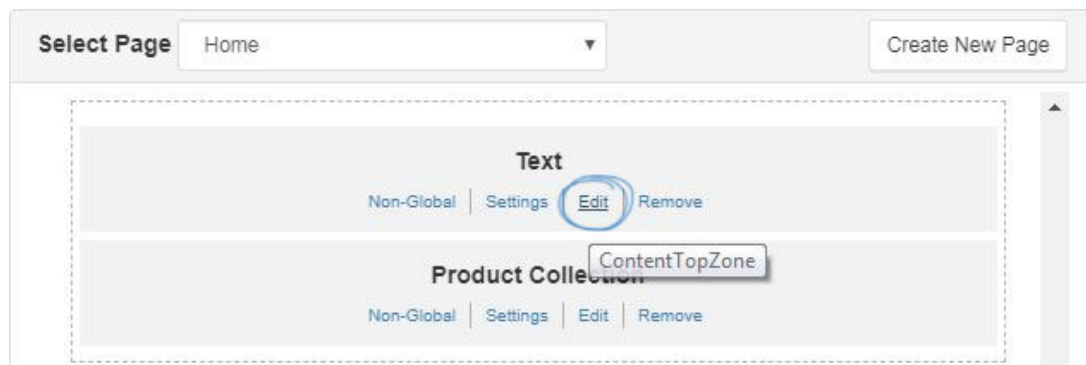 Select Page Home Create New Page
Text
Non-Global Settings Edit Remove
ContentTopZone
Product Collection
Non-Global Settings Edit Remove